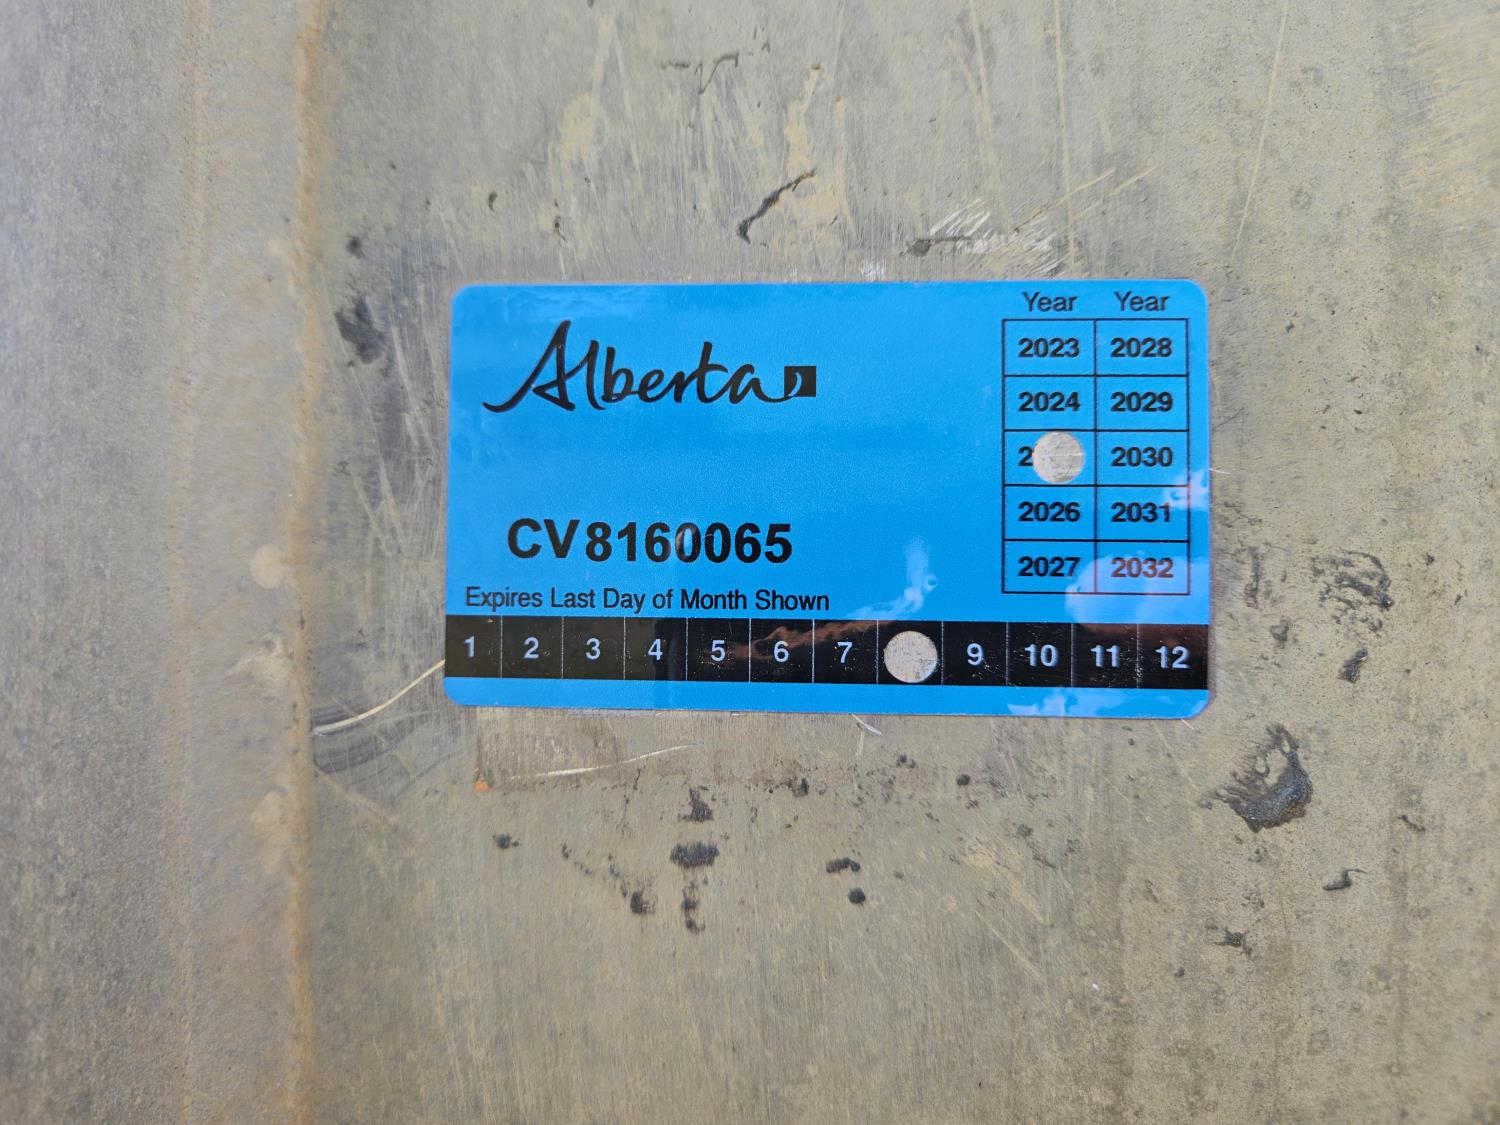 Alberta
Year Year
2023 2028
2024 2029
2 2030
2026 2031
2027 2032
CV8160065
Expires Last Day of Month Shown
1 2 3 4 5 6 7 9 10 11 12